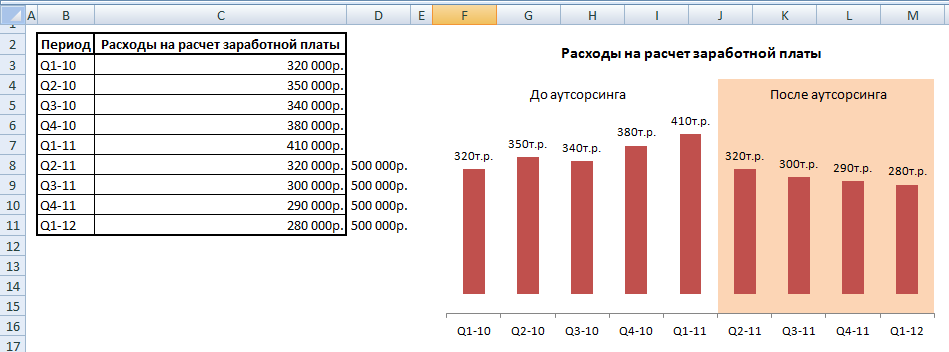 A B C D E F G H I J K L M
1
2 Период Расходы на расчет заработной платы
3 Q1-10 320 000р.
4 Q2-10 350 000р.
5 Q3-10 340 000р.
6 Q4-10 380 000р.
7 Q1-11 410 000р.
8 Q2-11 320 000р. 500 000р.
9 Q3-11 300 000р. 500 000р.
10 Q4-11 290 000р. 500 000р.
11 Q1-12 280 000р. 500 000р.
12
13
14
15
16
17
Расходы на расчет заработной платы
До аутсорсинга После аутсорсинга
320т.р. 350т.р. 340т.р. 380т.р. 410т.р. 320т.р. 300т.р. 290т.р. 280т.р.
Q1-10 Q2-10 Q3-10 Q4-10 Q1-11 Q2-11 Q3-11 Q4-11 Q1-12